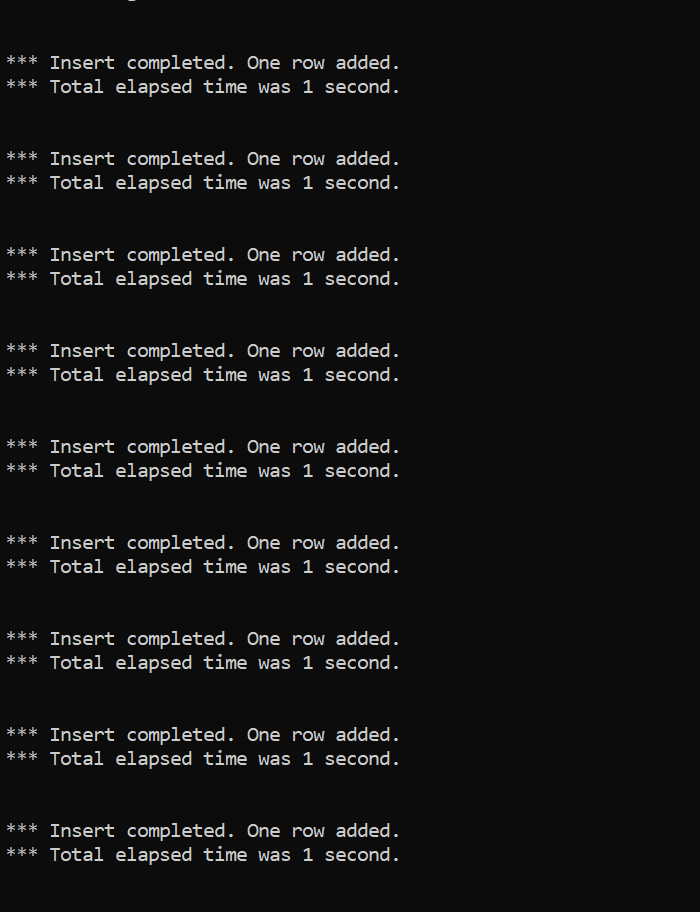 *** Insert completed. One row added.
*** Total elapsed time was 1 second.
*** Insert completed. One row added.
*** Total elapsed time was 1 second.
*** Insert completed. One row added.
*** Total elapsed time was 1 second.
*** Insert completed. One row added.
*** Total elapsed time was 1 second.
*** Insert completed. One row added.
*** Total elapsed time was 1 second.
*** Insert completed. One row added.
*** Total elapsed time was 1 second.
*** Insert completed. One row added.
*** Total elapsed time was 1 second.
*** Insert completed. One row added.
*** Total elapsed time was 1 second.
*** Insert completed. One row added.
*** Total elapsed time was 1 second.